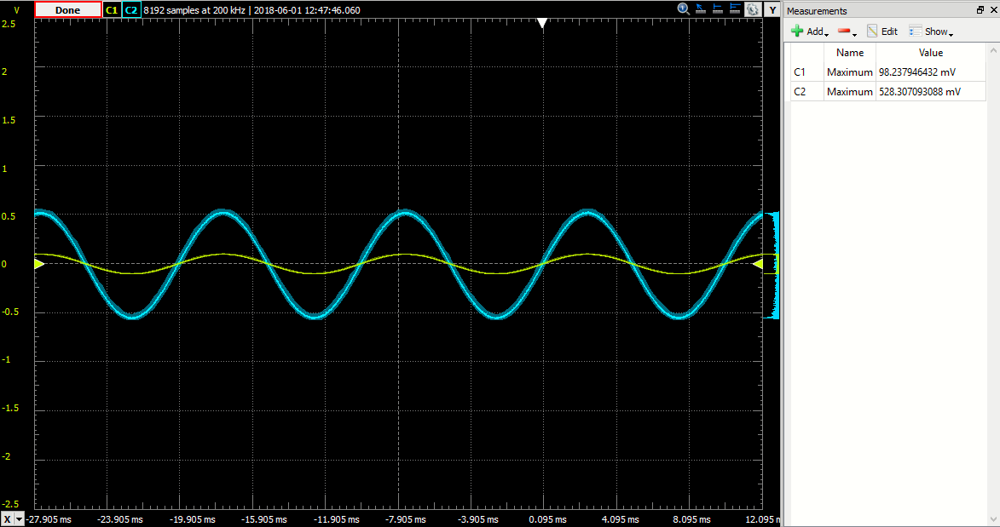 V Done C1 C2 8192 samples at 200 kHz | 2018-06-01 12:47:46.060 Y
2.5
2
1.5
1
0.5
0
-0.5
-1
-1.5
-2
-2.5
X -27.905 ms -23.905 ms -19.905 ms -15.905 ms -11.905 ms -7.905 ms -3.905 ms 0.095 ms 4.095 ms 8.095 ms 12.095 m
Measurements
Add Edit Show
Name Value
C1 Maximum 98.237946432 mV
C2 Maximum 528.307093088 mV